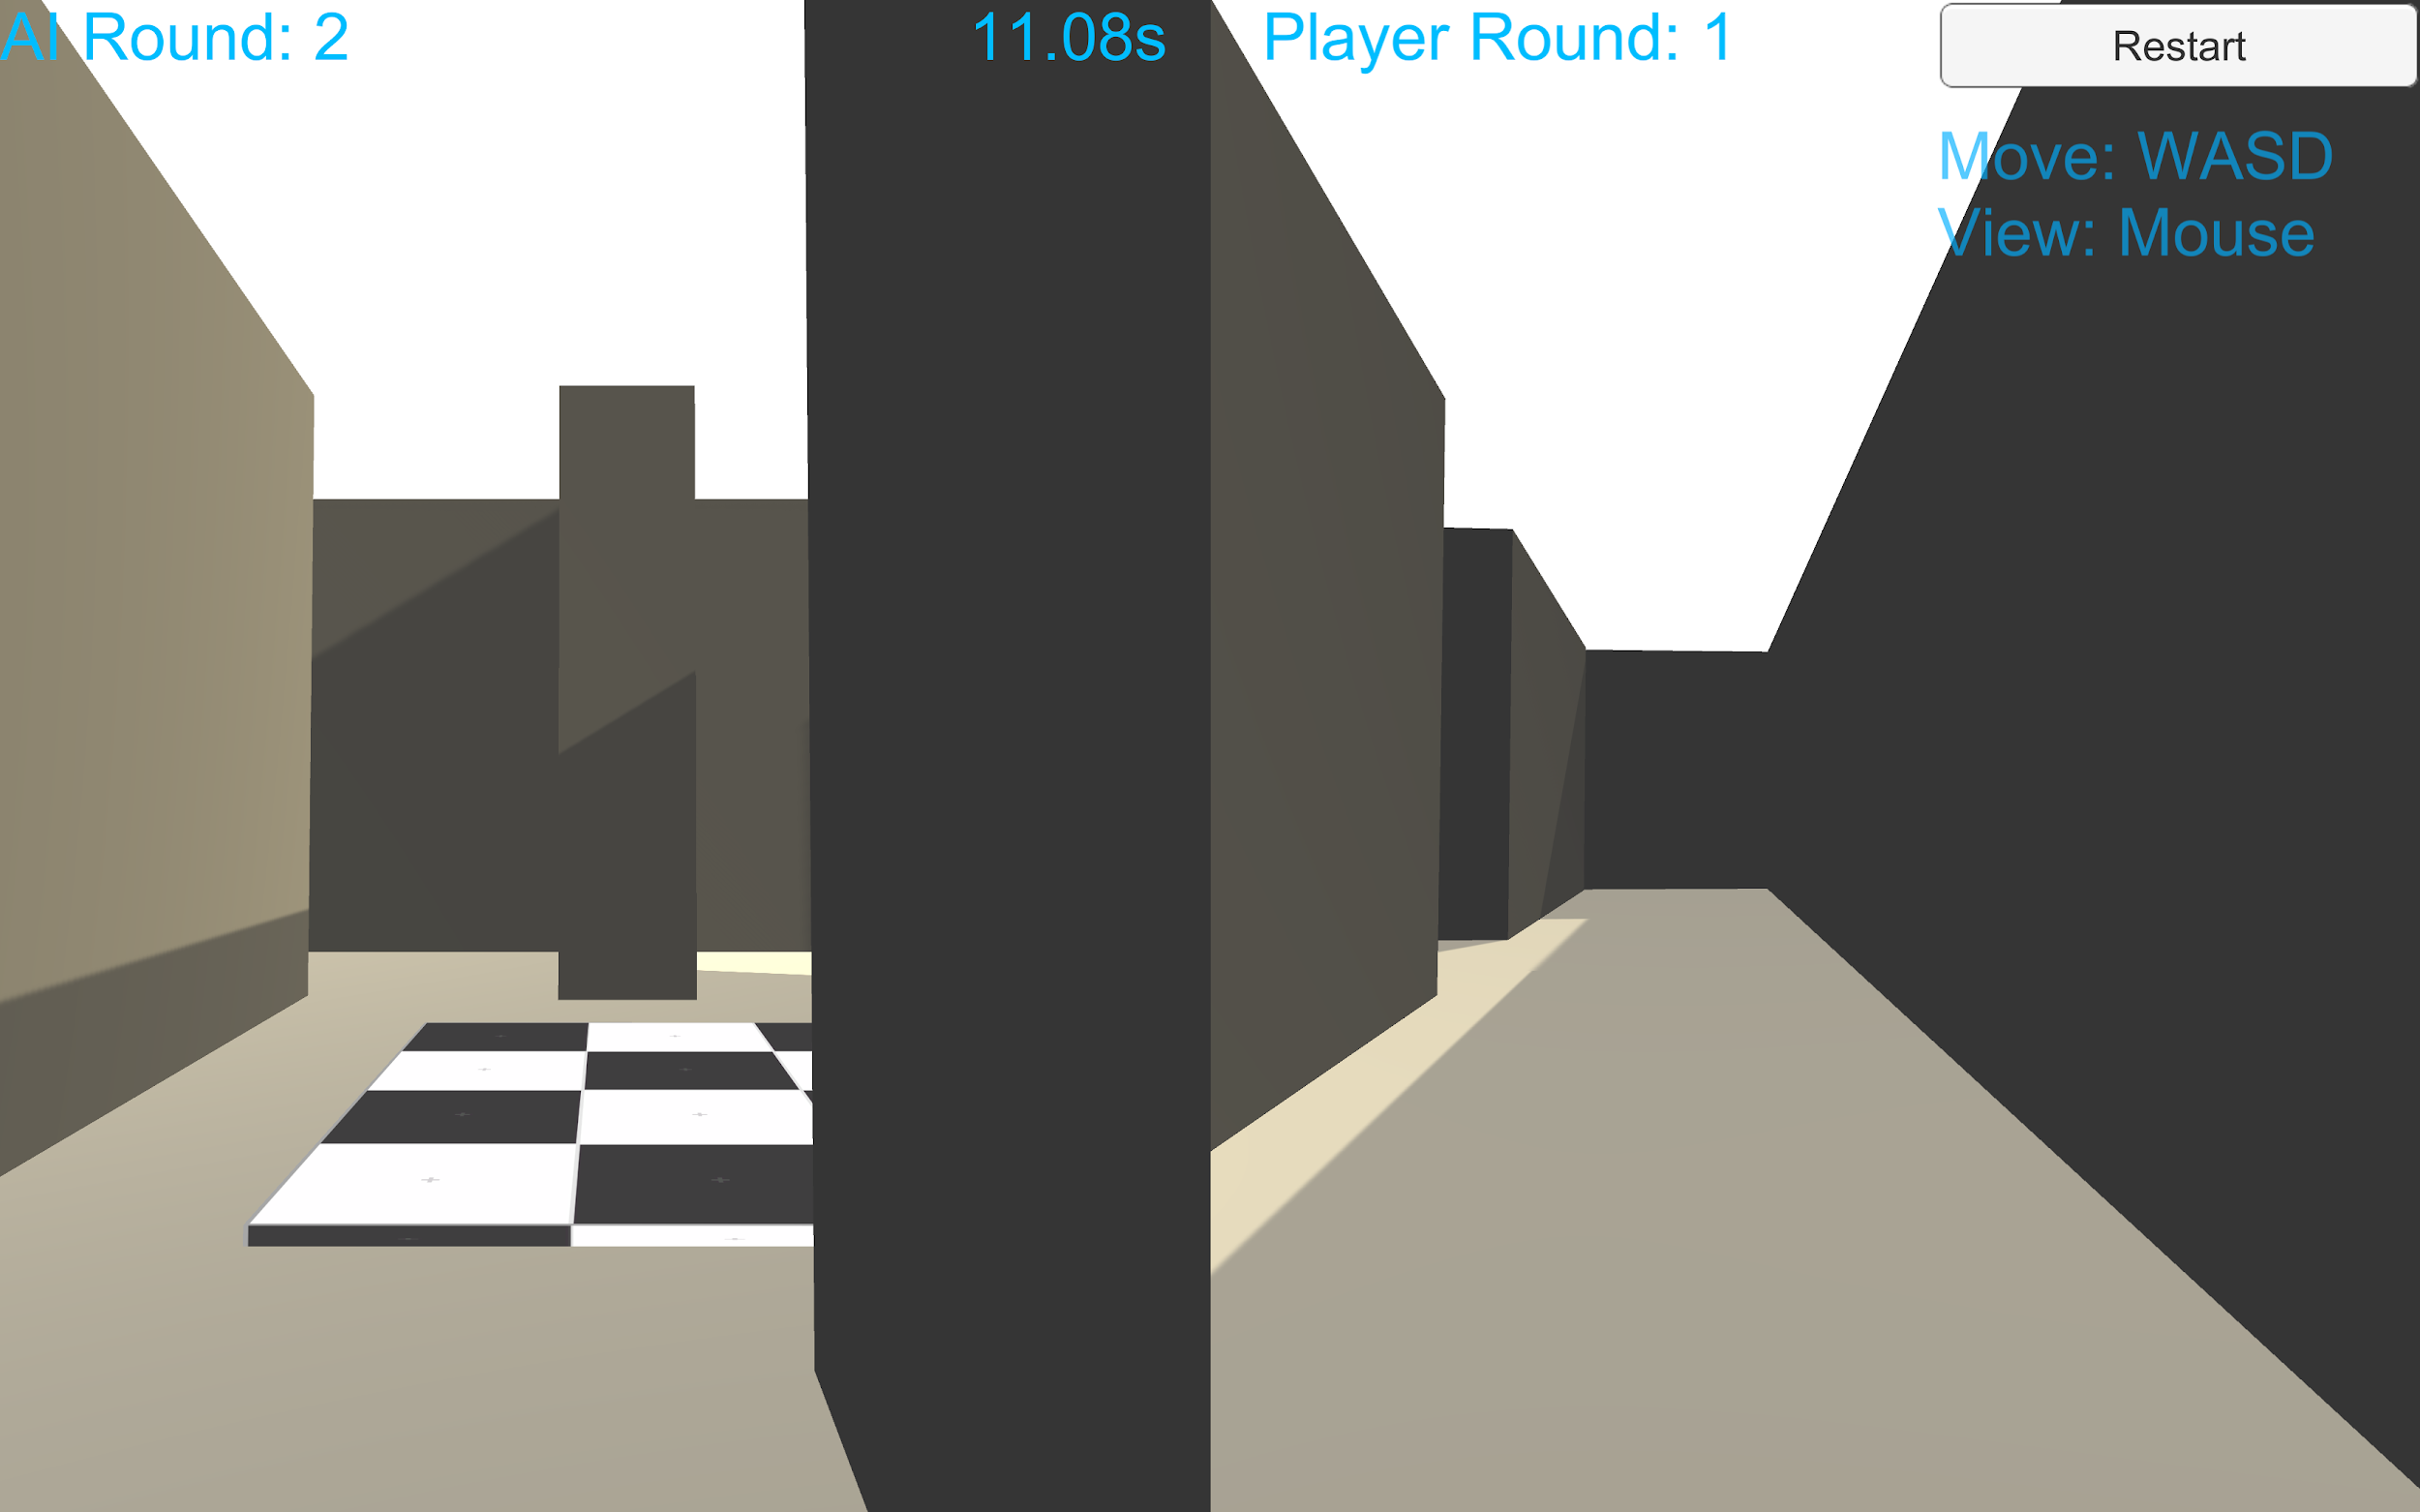 AI Round: 2
11.08s
Player Round: 1
Restart
Move: WASD
View: Mouse